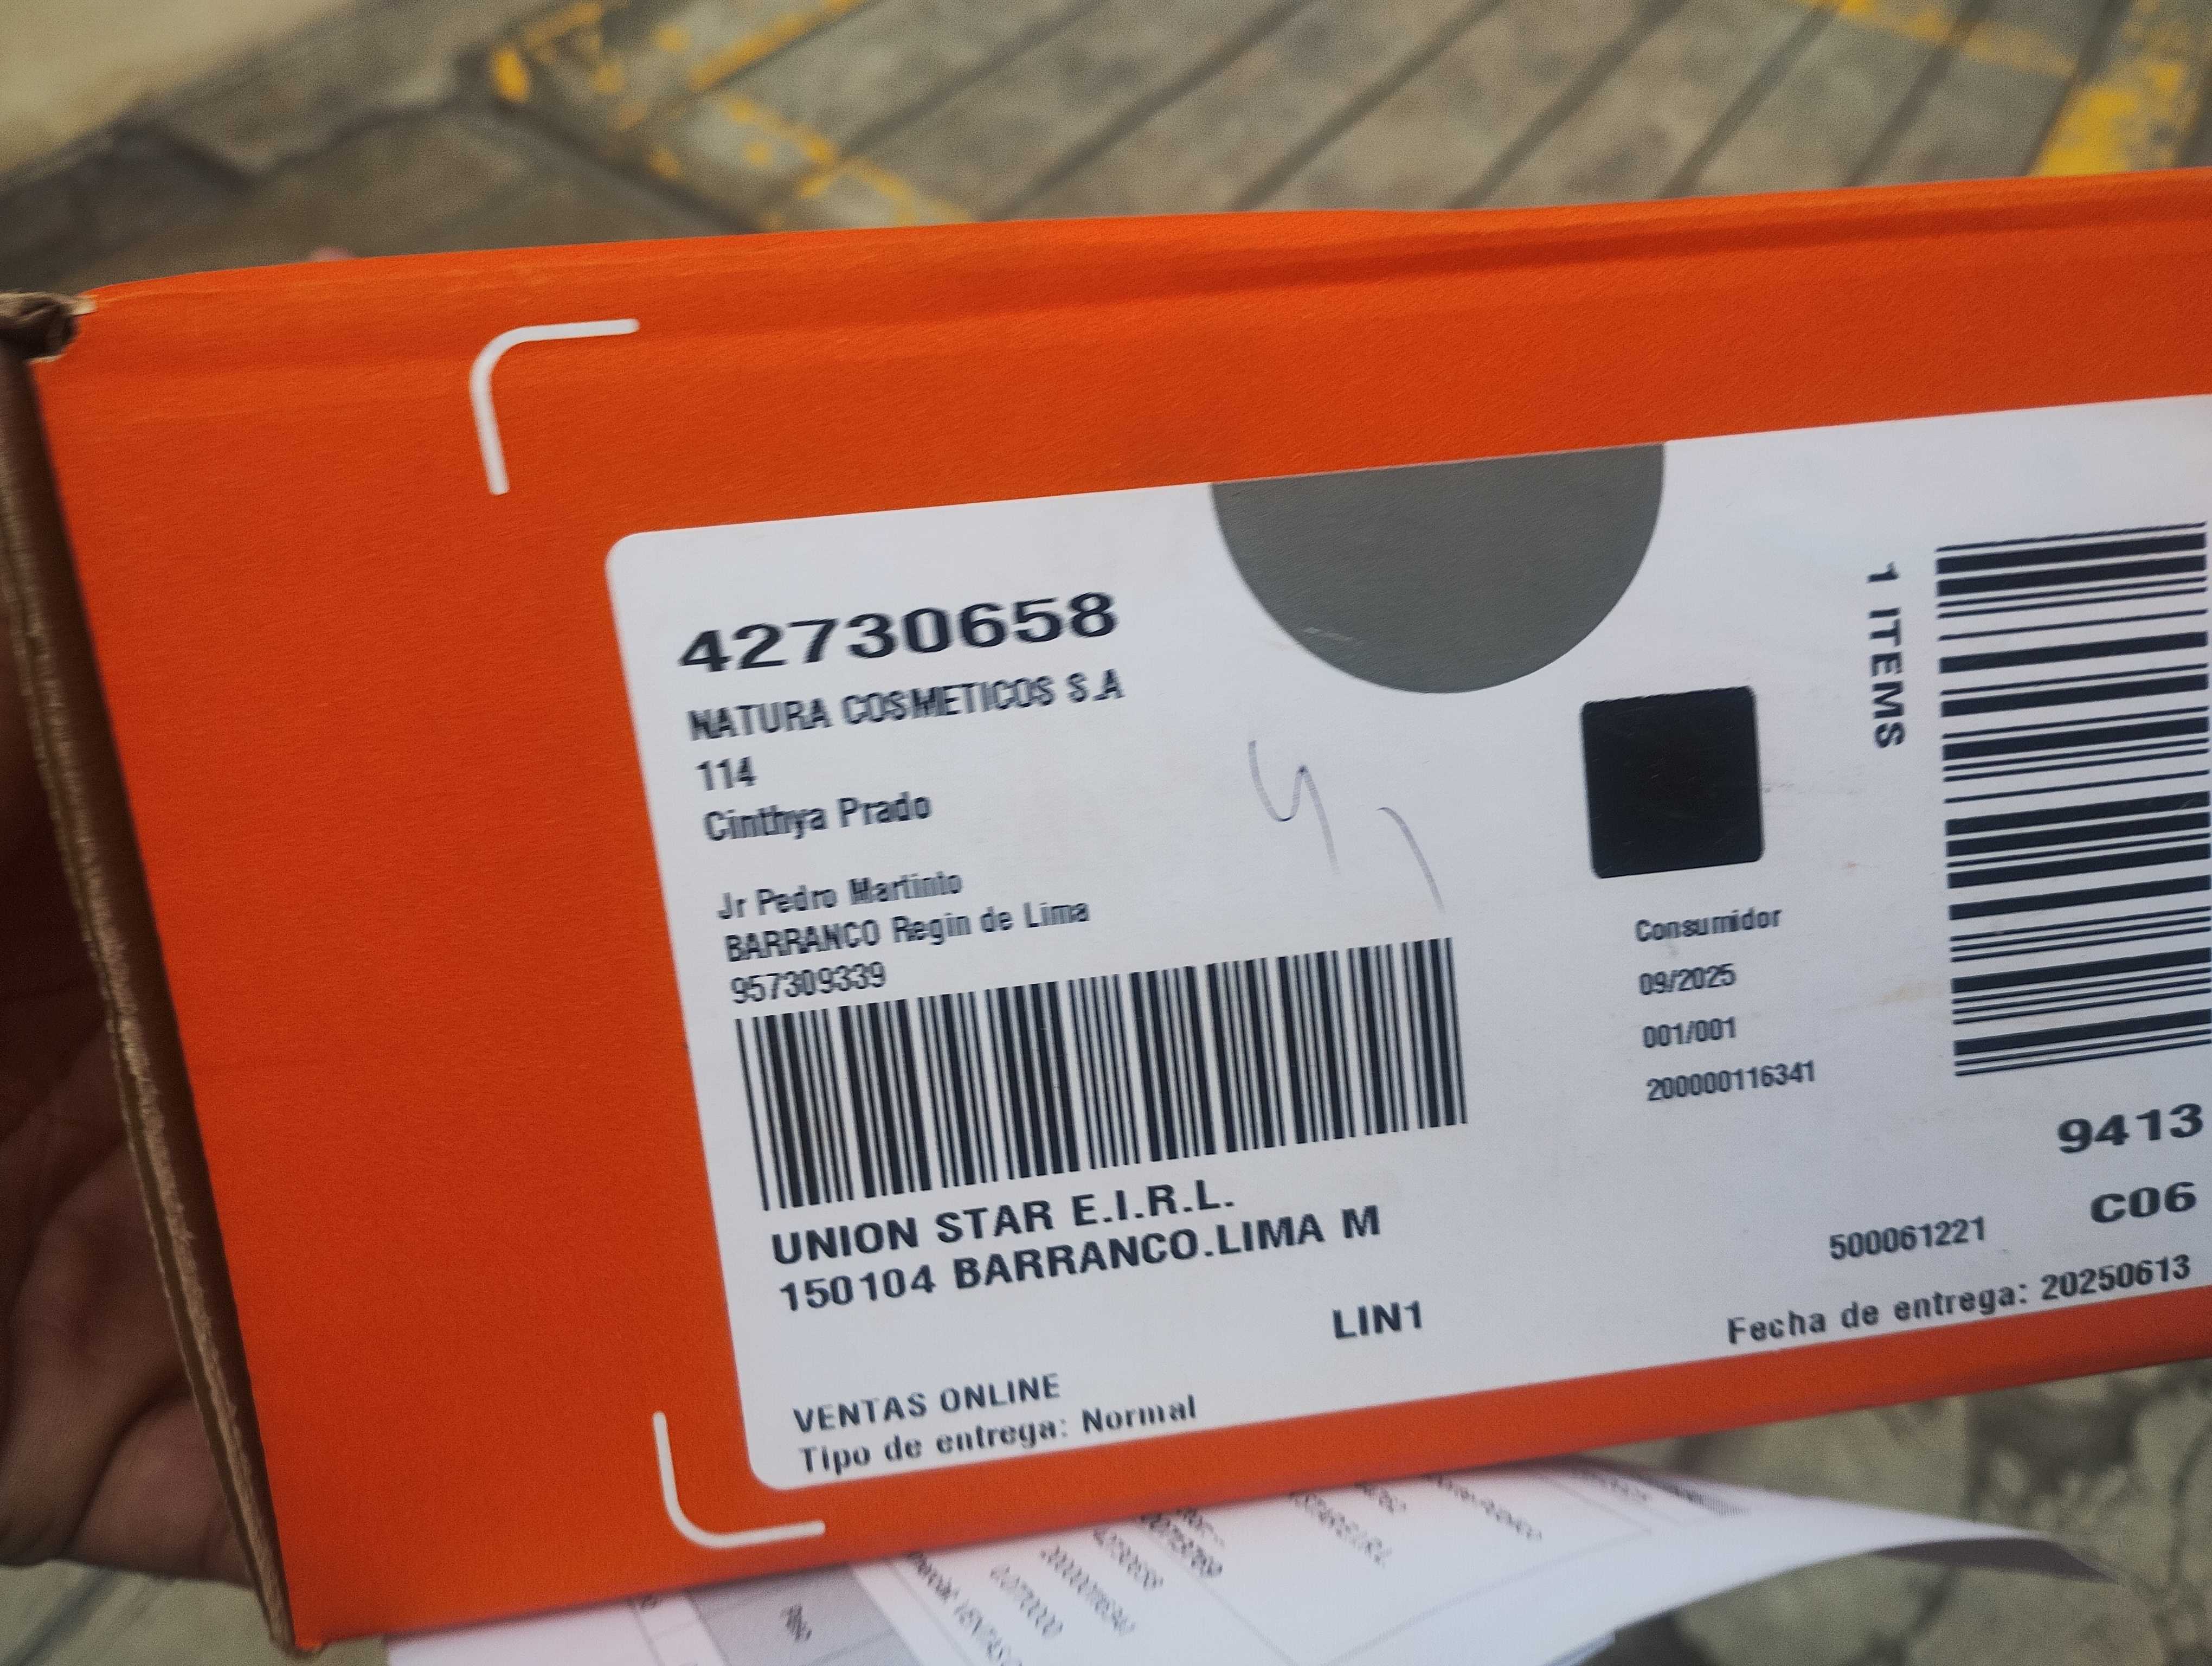 42730658
NATURA COSMETICOS S.A
114
Cinthya Prado
Jr Pedro Martinto
BARRANCO Regin de Lima
957309339
UNION STAR E.I.R.L.
150104 BARRANCO.LIMA M
LIN1
VENTAS ONLINE
Tipo de entrega: Normal
1 ITEMS
Consumidor
09/2025
001/001
200000116341
9413
C06
500061221
Fecha de entrega: 20250613